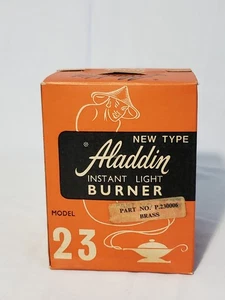 NEW TYPE
® Aladdin
INSTANT LIGHT
BURNER
PART NO. P.230006
BRASS
MODEL
23